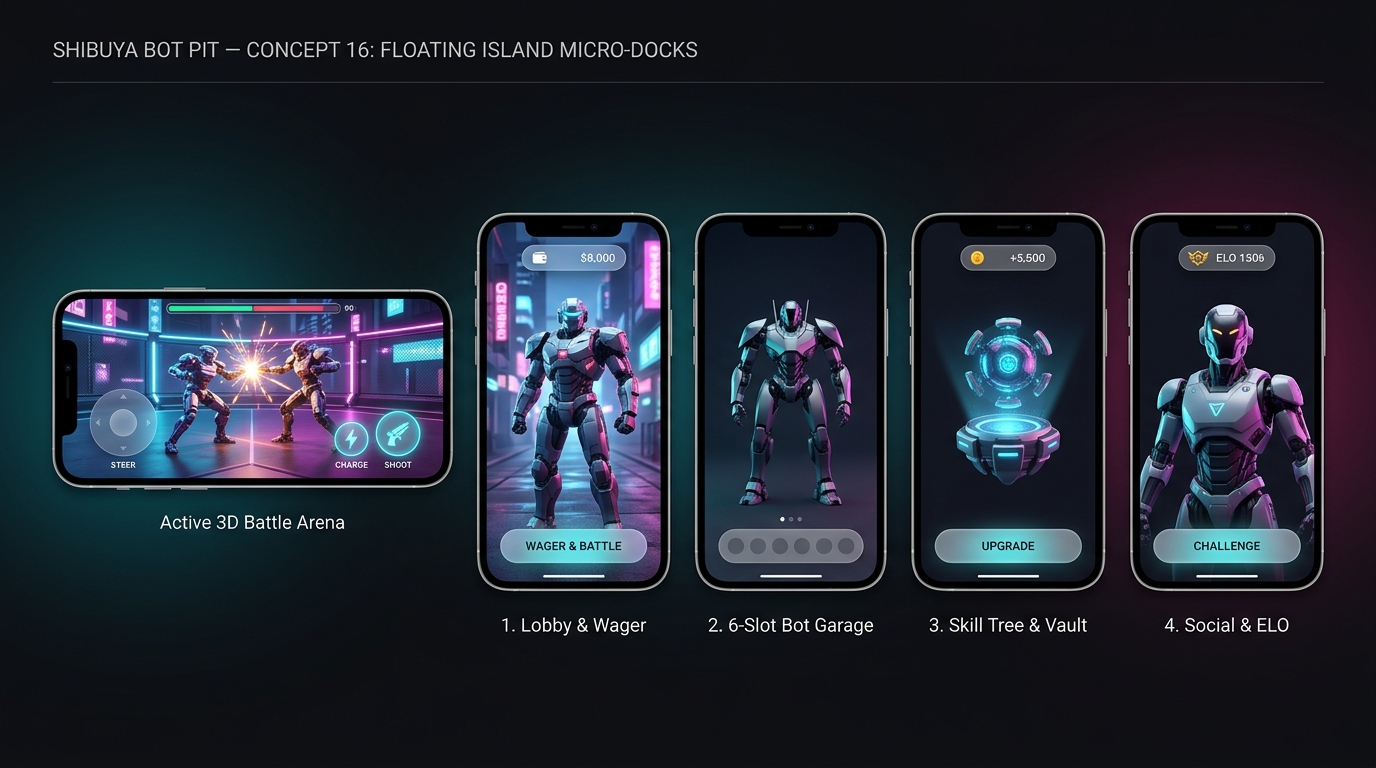 SHIBUYA BOT PIT — CONCEPT 16: FLOATING ISLAND MICRO-DOCKS
60
STEER
CHARGE
SHOOT
Active 3D Battle Arena
$8,000
WAGER & BATTLE
1. Lobby & Wager
2. 6-Slot Bot Garage
+5,500
UPGRADE
3. Skill Tree & Vault
ELO 1506
CHALLENGE
4. Social & ELO